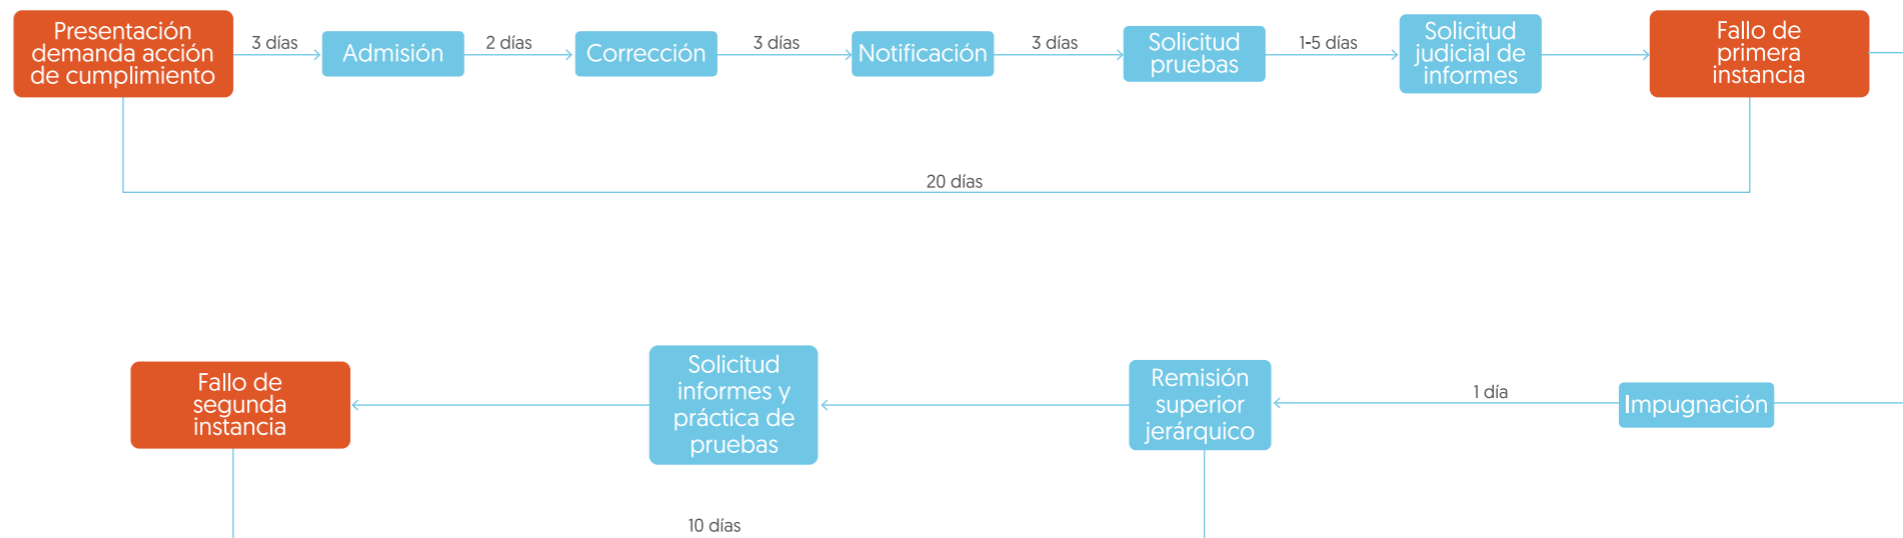 Presentación
demanda acción
de cumplimiento
3 días
Admisión
2 días
Corrección
3 días
Notificación
3 días
Solicitud
pruebas
1-5 días
Solicitud
judicial de
informes
Fallo de
primera
instancia
20 días
Fallo de
segunda
instancia
Solicitud
informes y
práctica de
pruebas
Remisión
superior
jerárquico
1 día
Impugnación
10 días